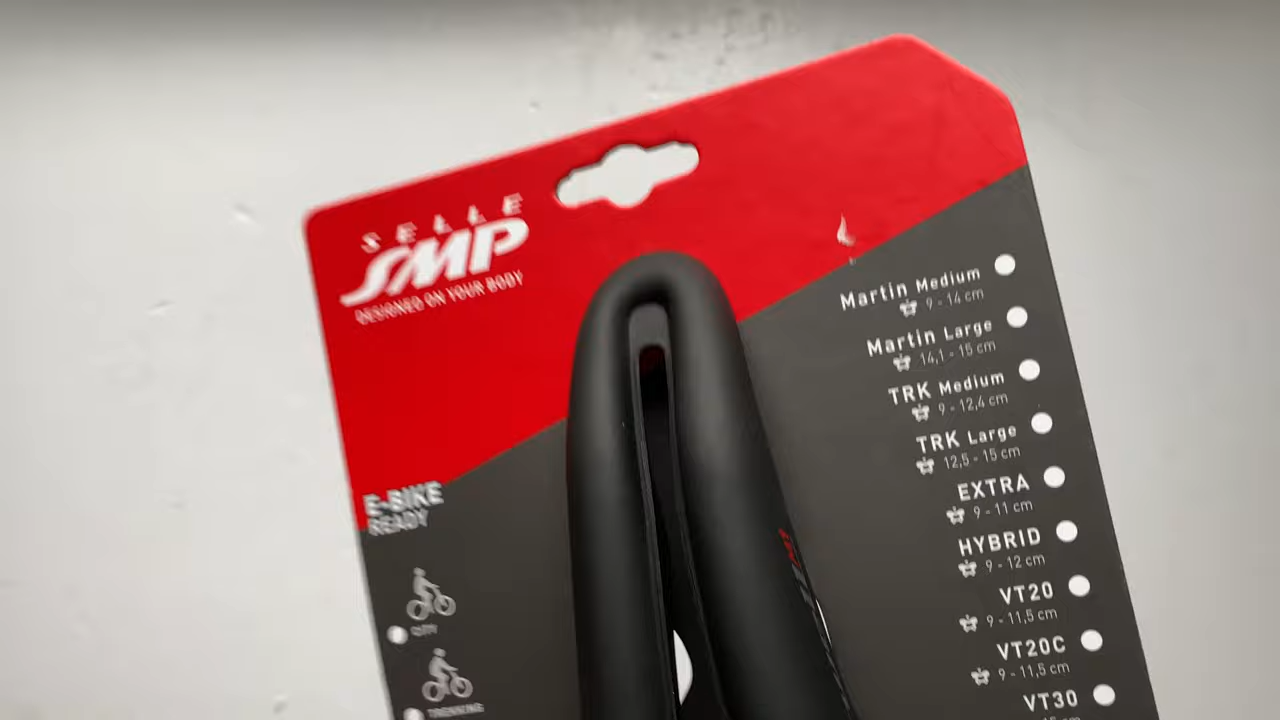 SELLE
SMP
DESIGNED ON YOUR BODY
Martin Medium
9 - 14 cm
Martin Large
14,1 - 15 cm
TRK Medium
9 - 12,4 cm
TRK Large
12,5 - 15 cm
EXTRA
9 - 11 cm
HYBRID
9 - 12 cm
VT20
9 - 11,5 cm
VT20C
9 - 11,5 cm
VT30
E-BIKE
READY
CITY
TREKKING